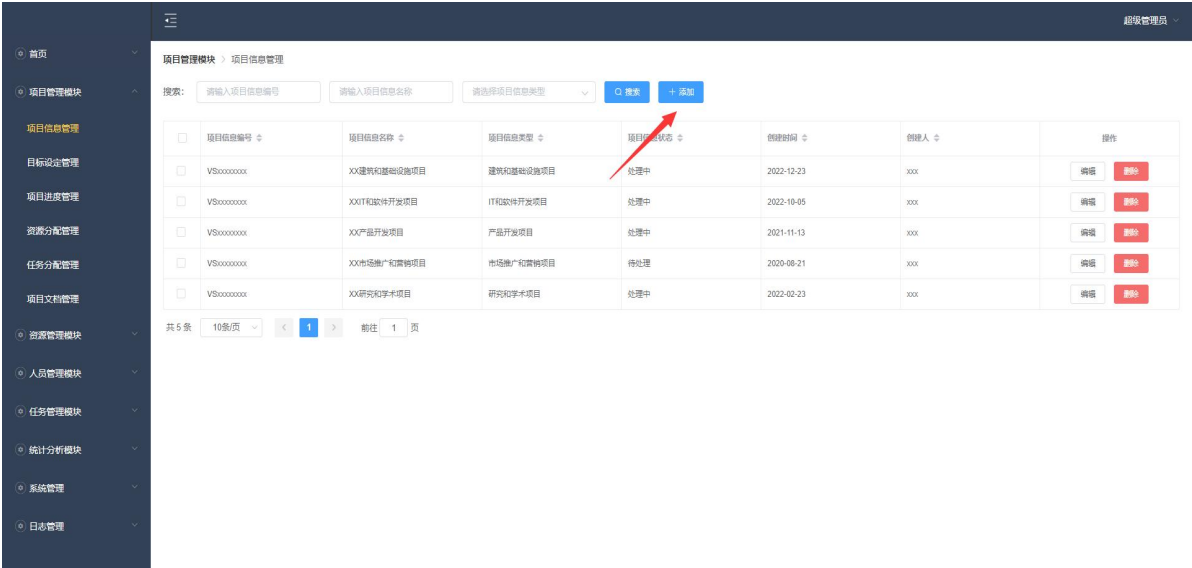 超级管理员
首页
项目管理模块
项目信息管理
目标设定管理
项目进度管理
资源分配管理
任务分配管理
项目文档管理
资源管理模块
人员管理模块
任务管理模块
统计分析模块
系统管理
日志管理
项目管理模块 > 项目信息管理
搜索: 请输入项目信息编号 请输入项目信息名称 请选择项目信息类型 搜索 + 添加
项目信息编号 项目信息名称 项目信息类型 项目信息状态 创建时间 创建人 操作
VSxxxxxxxx XX建筑和基础设施项目 建筑和基础设施项目 处理中 2022-12-23 xxx 编辑 删除
VSxxxxxxxx XXIT和软件开发项目 IT和软件开发项目 处理中 2022-10-05 xxx 编辑 删除
VSxxxxxxxx XX产品开发项目 产品开发项目 处理中 2021-11-13 xxx 编辑 删除
VSxxxxxxxx XX市场推广和营销项目 市场推广和营销项目 待处理 2020-08-21 xxx 编辑 删除
VSxxxxxxxx XX研究和学术项目 研究和学术项目 处理中 2022-02-23 xxx 编辑 删除
共 5 条 10条/页 < 1 > 前往 1 页